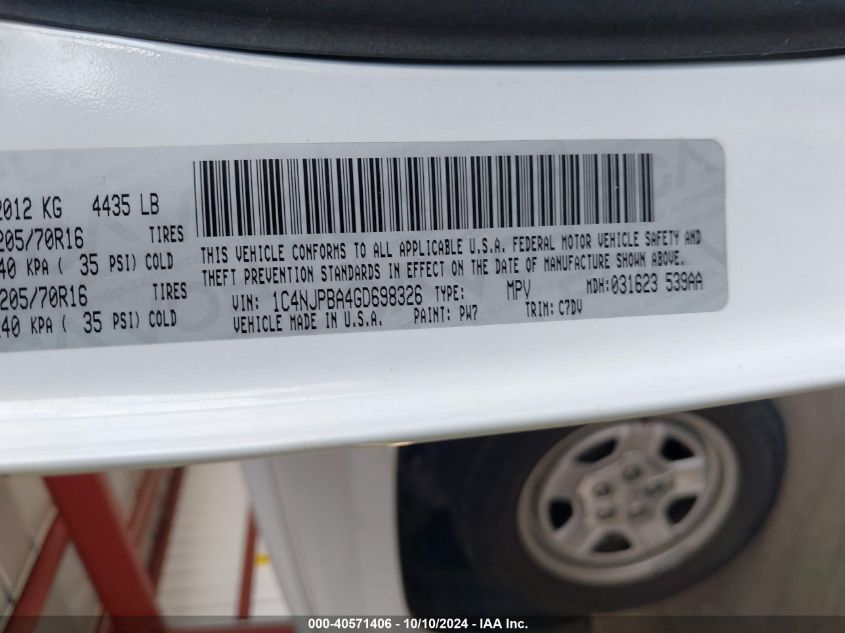 2012 KG 4435 LB
205/70R16 TIRES
40 KPA ( 35 PSI) COLD
205/70R16 TIRES
40 KPA ( 35 PSI) COLD
THIS VEHICLE CONFORMS TO ALL APPLICABLE U.S.A. FEDERAL MOTOR VEHICLE SAFETY AND
THEFT PREVENTION STANDARDS IN EFFECT ON THE DATE OF MANUFACTURE SHOWN ABOVE.
VIN: 1C4NJPBA4GD698326 TYPE: MPV MDH:031623 539AA
VEHICLE MADE IN U.S.A. PAINT: PW7 TRIM: C7DV
000-40571406 - 10/10/2024 - IAA Inc.